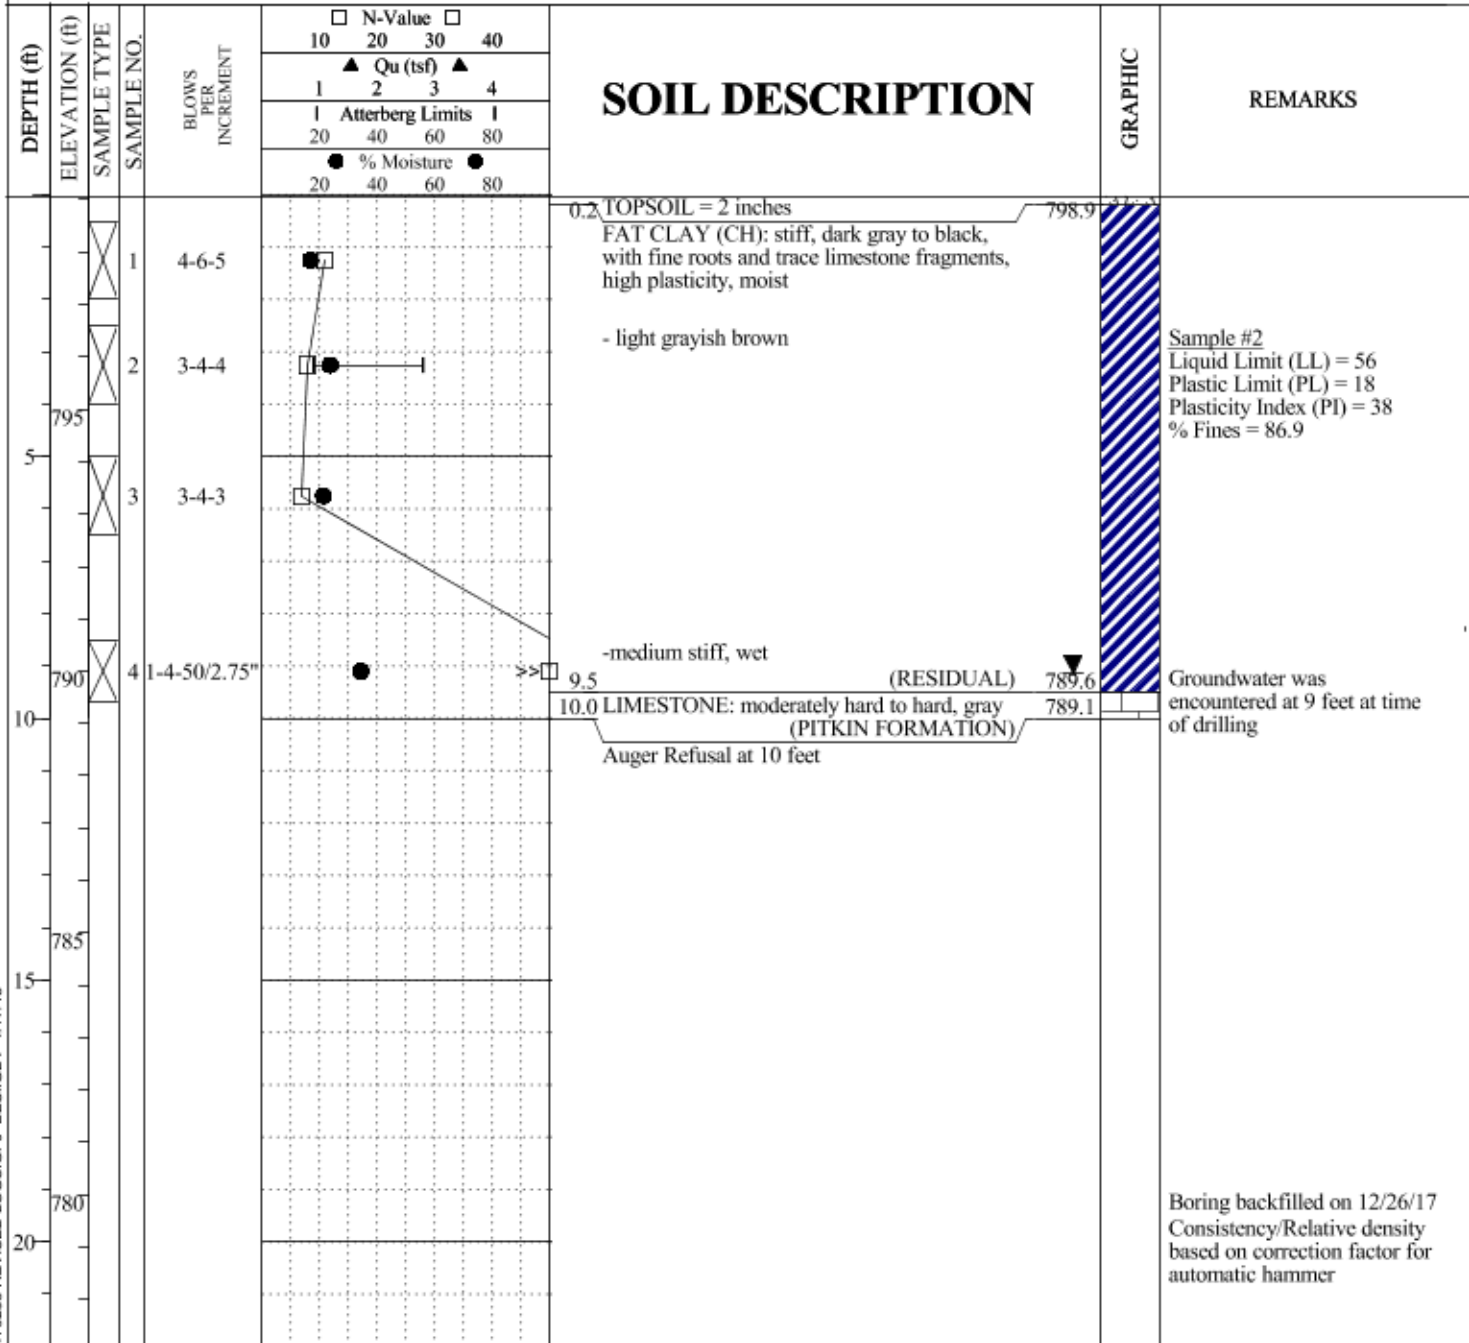 DEPTH (ft)
ELEVATION (ft)
SAMPLE TYPE
SAMPLE NO.
BLOWS
PER
INCREMENT
N-Value
10 20 30 40
Qu (tsf)
1 2 3 4
Atterberg Limits
20 40 60 80
% Moisture
20 40 60 80
SOIL DESCRIPTION
GRAPHIC
REMARKS
0.2 TOPSOIL = 2 inches 798.9
FAT CLAY (CH): stiff, dark gray to black,
1 4-6-5
with fine roots and trace limestone fragments,
high plasticity, moist
- light grayish brown
Sample #2
2 3-4-4
Liquid Limit (LL) = 56
Plastic Limit (PL) = 18
795
Plasticity Index (PI) = 38
% Fines = 86.9
5
3 3-4-3
-medium stiff, wet
4 1-4-50/2.75" >>
790 9.5 (RESIDUAL) 789.6 Groundwater was
10.0 LIMESTONE: moderately hard to hard, gray 789.1 encountered at 9 feet at time
10 (PITKIN FORMATION) of drilling
Auger Refusal at 10 feet
785
15
780 Boring backfilled on 12/26/17
Consistency/Relative density
20 based on correction factor for
automatic hammer